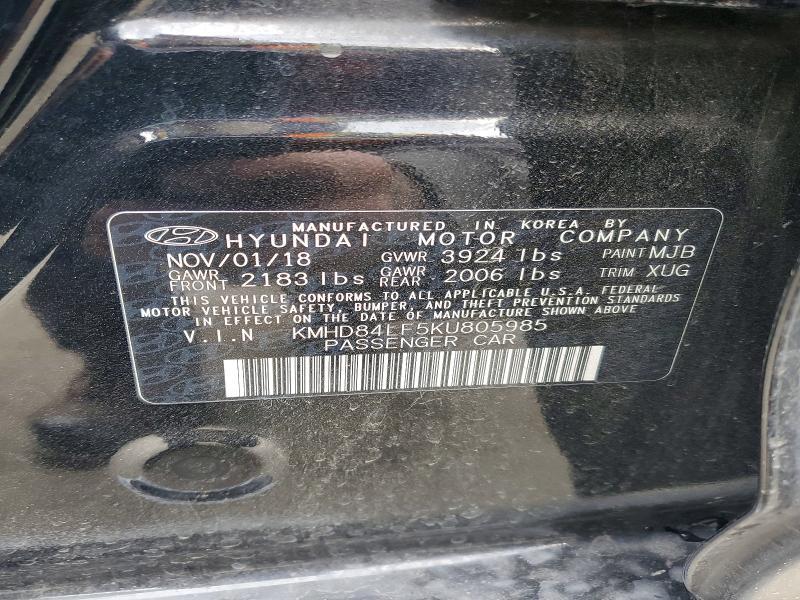 MANUFACTURED IN KOREA BY
HYUNDAI MOTOR COMPANY
NOV/01/18 GVWR 3924 lbs PAINT MJB
GAWR FRONT 2183 lbs GAWR REAR 2006 lbs TRIM XUG
THIS VEHICLE CONFORMS TO ALL APPLICABLE U.S.A. FEDERAL
MOTOR VEHICLE SAFETY, BUMPER, AND THEFT PREVENTION STANDARDS
IN EFFECT ON THE DATE OF MANUFACTURE SHOWN ABOVE
V.I.N KMHD84LF5KU805985
PASSENGER CAR